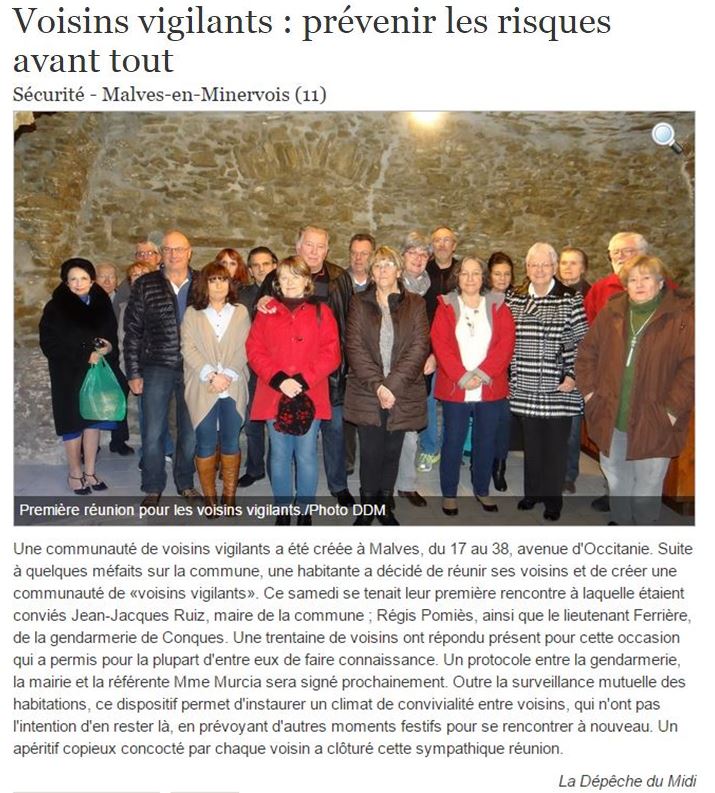 Voisins vigilants : prévenir les risques
avant tout
Sécurité - Malves-en-Minervois (11)
Première réunion pour les voisins vigilants./Photo DDM
Une communauté de voisins vigilants a été créée à Malves, du 17 au 38, avenue d'Occitanie. Suite
à quelques méfaits sur la commune, une habitante a décidé de réunir ses voisins et de créer une
communauté de «voisins vigilants». Ce samedi se tenait leur première rencontre à laquelle étaient
conviés Jean-Jacques Ruiz, maire de la commune ; Régis Pomiès, ainsi que le lieutenant Ferrière,
de la gendarmerie de Conques. Une trentaine de voisins ont répondu présent pour cette occasion
qui a permis pour la plupart d'entre eux de faire connaissance. Un protocole entre la gendarmerie,
la mairie et la référente Mme Murcia sera signé prochainement. Outre la surveillance mutuelle des
habitations, ce dispositif permet d'instaurer un climat de convivialité entre voisins, qui n'ont pas
l'intention d'en rester là, en prévoyant d'autres moments festifs pour se rencontrer à nouveau. Un
apéritif copieux concocté par chaque voisin a clôturé cette sympathique réunion.
La Dépêche du Midi